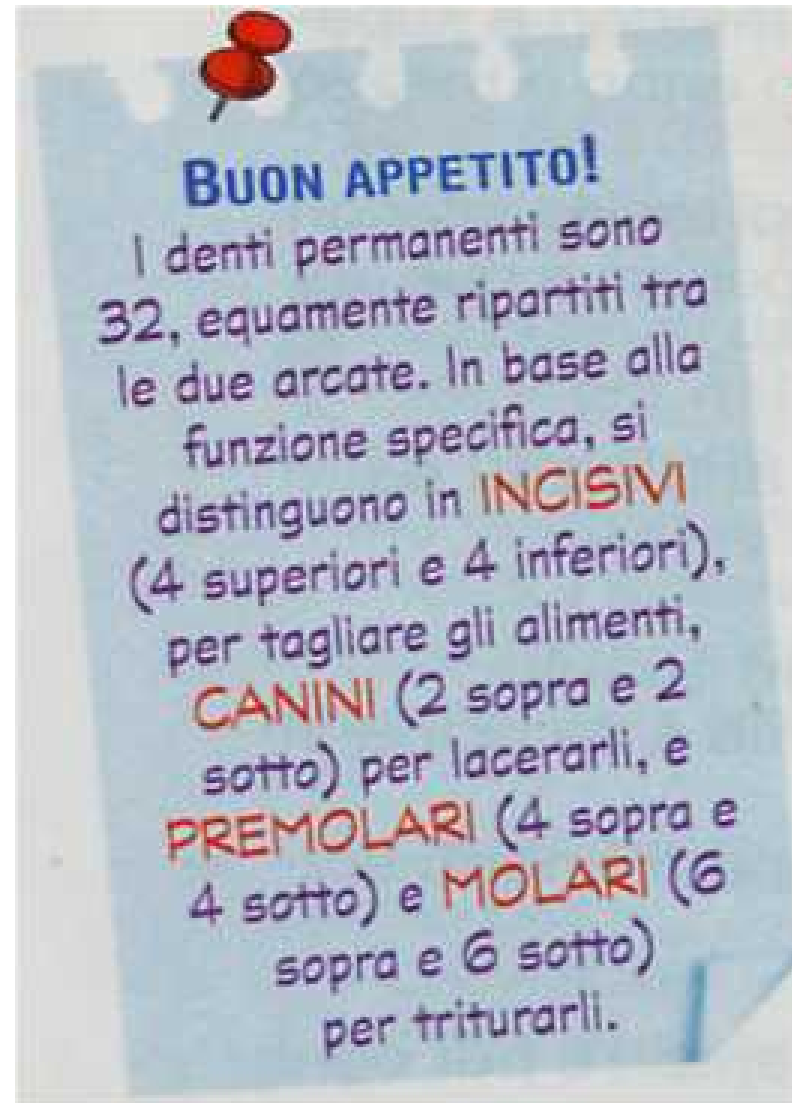 BUON APPETITO!
I denti permanenti sono
32, equamente ripartiti tra
le due arcate. In base alla
funzione specifica, si
distinguono in INCISIVI
(4 superiori e 4 inferiori),
per tagliare gli alimenti,
CANINI (2 sopra e 2
sotto) per lacerarli, e
PREMOLARI (4 sopra e
4 sotto) e MOLARI (6
sopra e 6 sotto)
per triturarli.